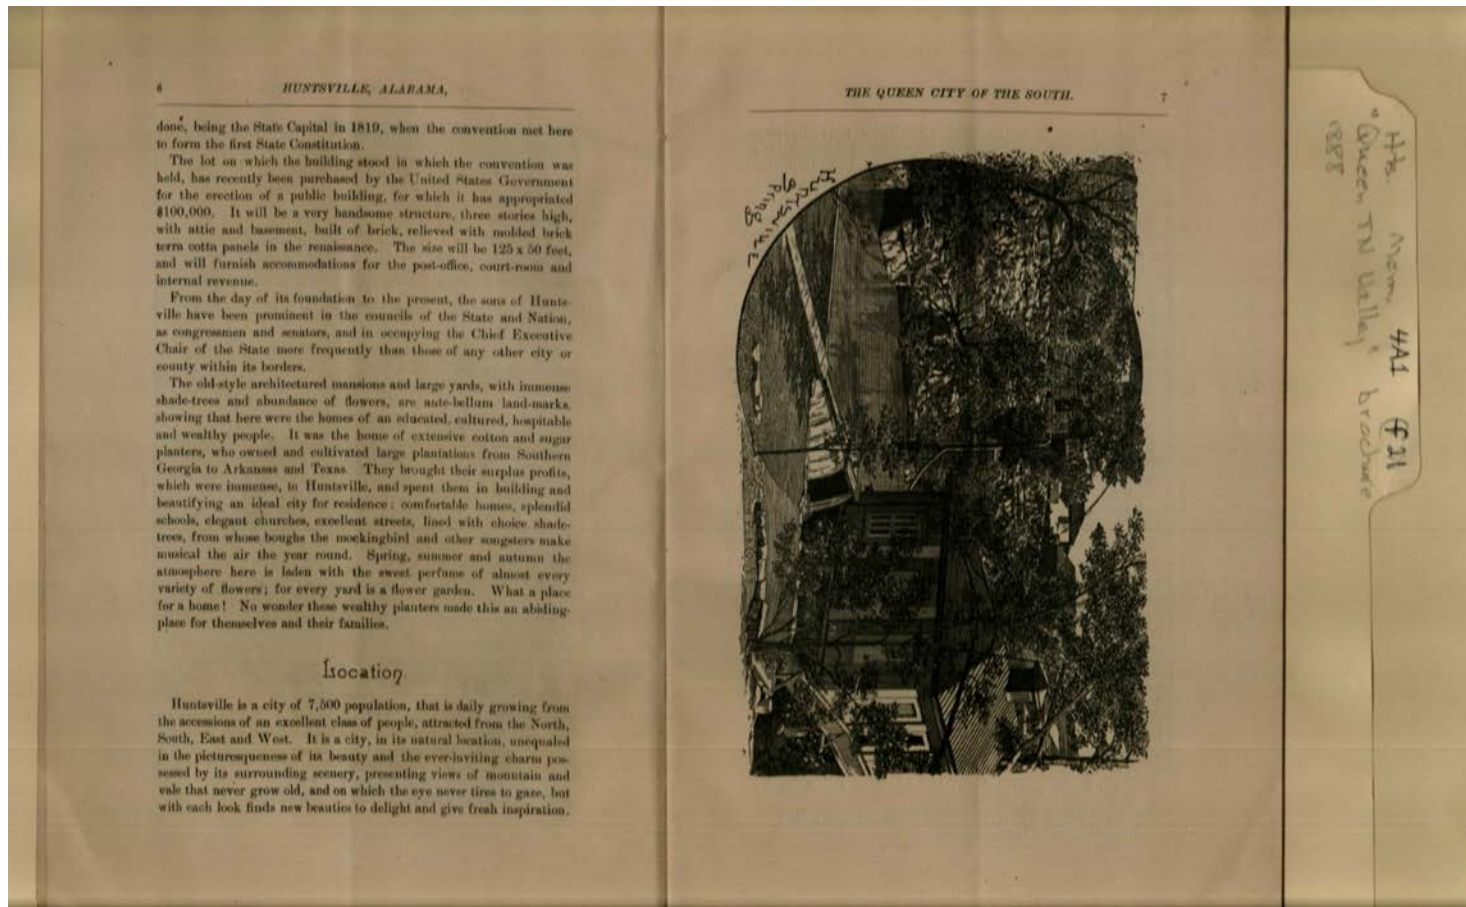 6
HUNTSVILLE, ALABAMA,
done, being the State Capital in 1819, when the convention met here
to form the first State Constitution.
The lot on which the building stood in which the convention was
held, has recently been purchased by the United States Government
for the erection of a public building, for which it has appropriated
$100,000. It will be a very handsome structure, three stories high,
with attic and basement, built of brick, relieved with molded brick
terra cotta panels in the renaissance. The size will be 125 x 50 feet,
and will furnish accommodations for the post-office, court-room and
internal revenue.
From the day of its foundation to the present, the sons of Hunts-
ville have been prominent in the councils of the State and Nation,
as congressmen and senators, and in occupying the Chief Executive
Chair of the State more frequently than those of any other city or
county within its borders.
The old-style architectured mansions and large yards, with immense
shade-trees and abundance of flowers, are ante-bellum land-marks,
showing that here were the homes of an educated, cultured, hospitable
and wealthy people. It was the home of extensive cotton and sugar
planters, who owned and cultivated large plantations from Southern
Georgia to Arkansas and Texas. They brought their surplus profits,
which were immense, to Huntsville, and spent them in building and
beautifying an ideal city for residence; comfortable homes, splendid
schools, elegant churches, excellent streets, lined with choice shade-
trees, from whose boughs the mockingbird and other songsters make
musical the air the year round. Spring, summer and autumn the
atmosphere here is laden with the sweet perfume of almost every
variety of flowers; for every yard is a flower garden. What a place
for a home! No wonder these wealthy planters made this an abiding-
place for themselves and their families.
Location
Huntsville is a city of 7,500 population, that is daily growing from
the accessions of an excellent class of people, attracted from the North,
South, East and West. It is a city, in its natural location, unequaled
in the picturesqueness of its beauty and the ever-inviting charm pos-
sessed by its surrounding scenery, presenting views of mountain and
vale that never grow old, and on which the eye never tires to gaze, but
with each look finds new beauties to delight and give fresh inspiration.
THE QUEEN CITY OF THE SOUTH.
7
HUNTSVILLE
Spring
Hb. Mem. 4A1 f21
"Queen TN Valley" brochure
1888